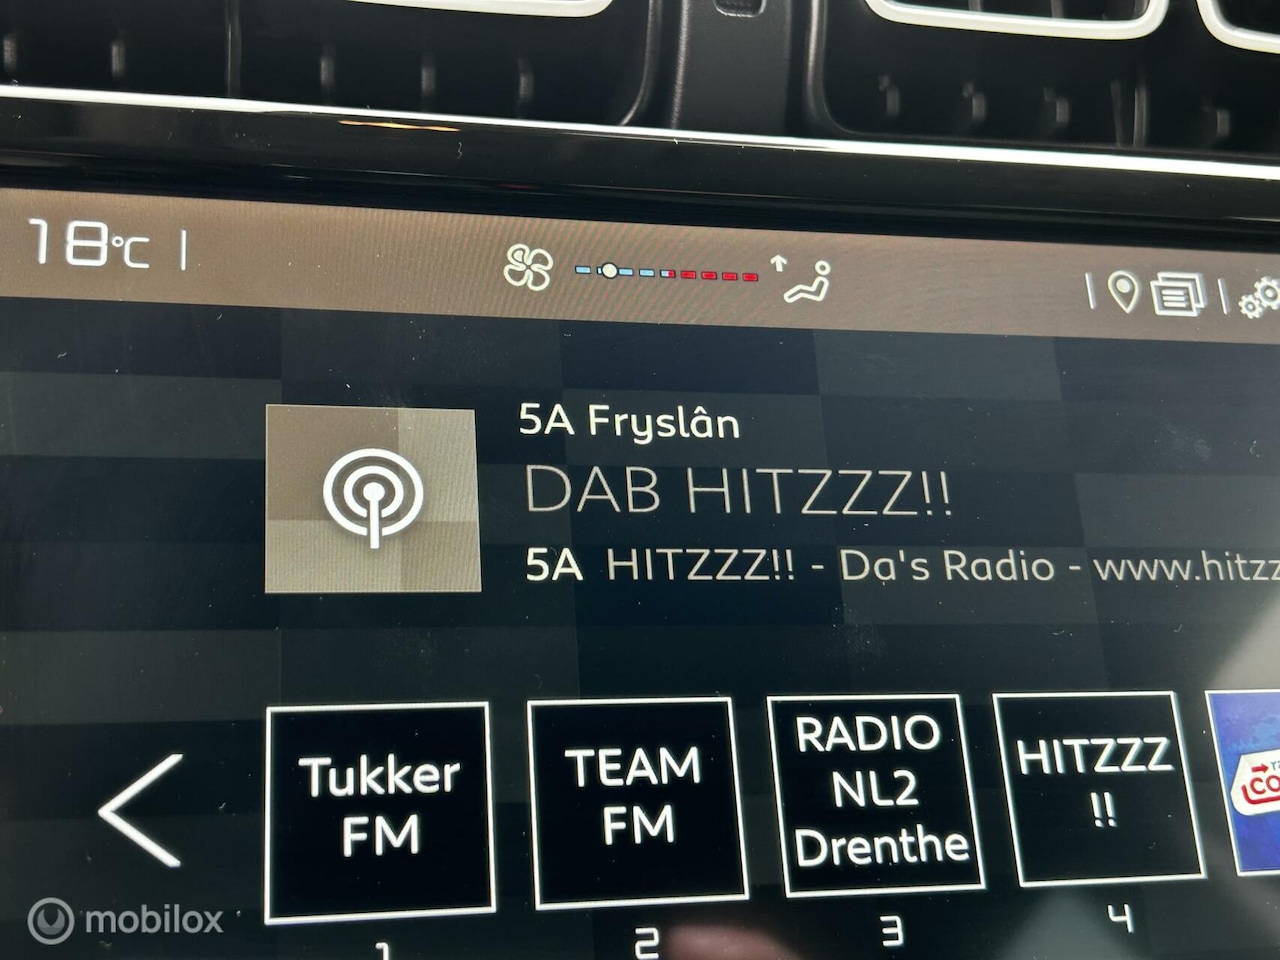 18°C
5A Fryslân
DAB HITZZZ!!
5A HITZZZ!! - Da's Radio - www.hitzz
Tukker
FM
TEAM
FM
RADIO
NL2
Drenthe
HITZZZ
!!
1
2
3
4
mobilox